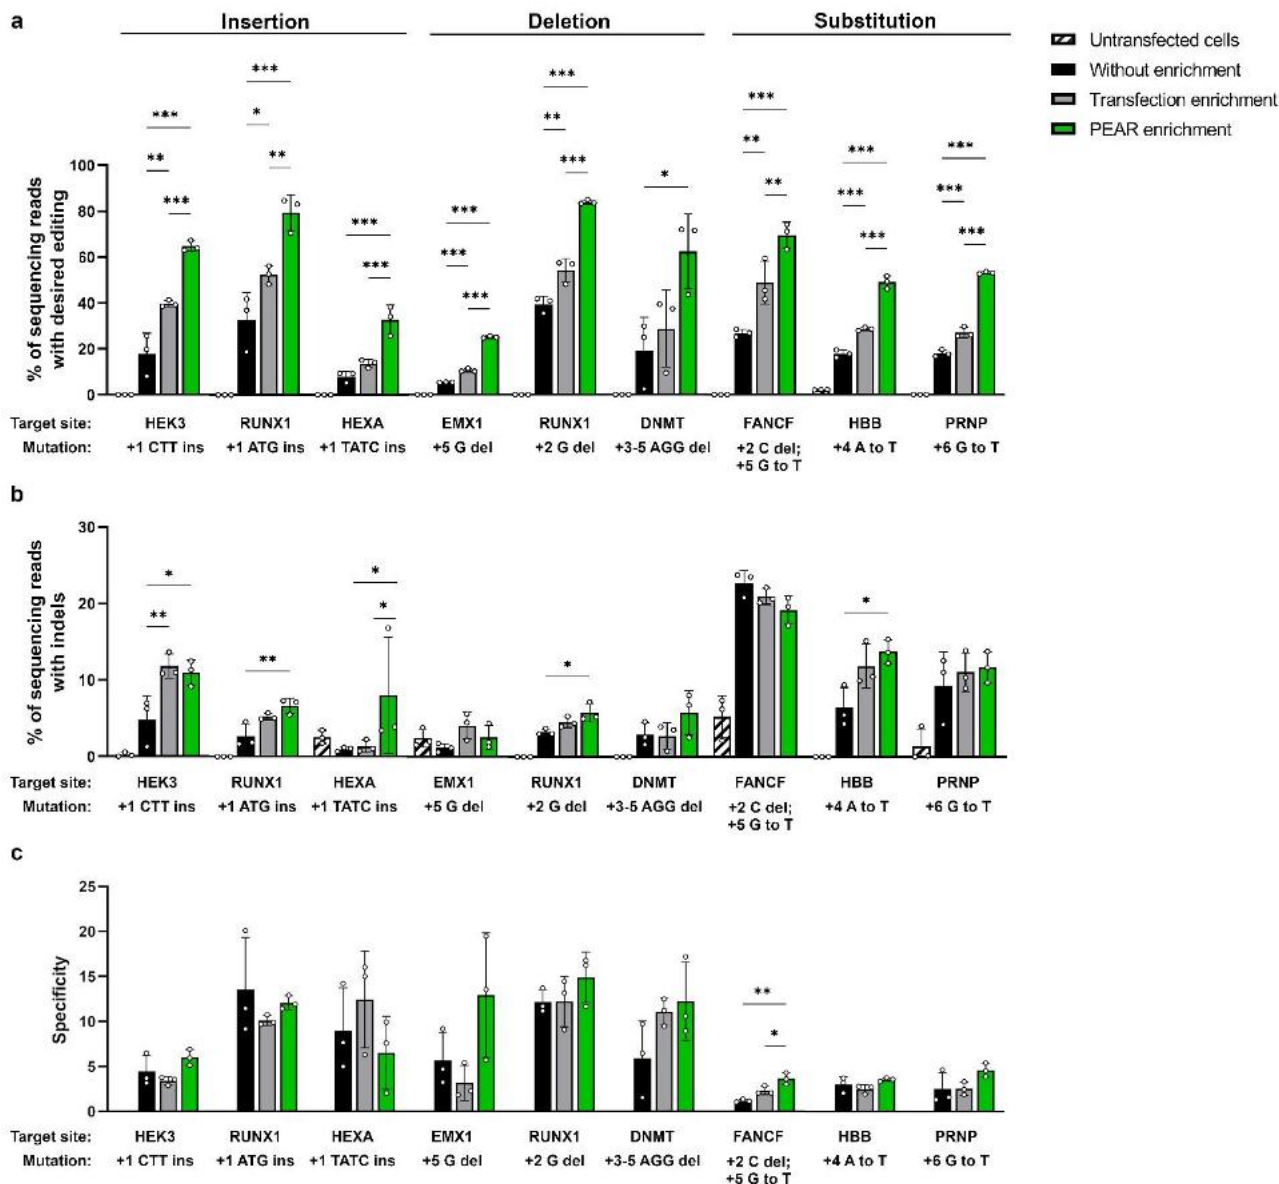 a
Insertion Deletion Substitution
Untransfected cells
Without enrichment
Transfection enrichment
PEAR enrichment
*** *** *** *** *** ***
* ** * *** ***
** ** *** ** *** ***
*** *** *** *** ***
*** ***
% of sequencing reads
with desired editing
100
80
60
40
20
0
Target site: HEK3 RUNX1 HEXA EMX1 RUNX1 DNMT FANCF HBB PRNP
Mutation: +1 CTT ins +1 ATG ins +1 TATC ins +5 G del +2 G del +3-5 AGG del +2 C del; +4 A to T +6 G to T
+5 G to T
b
% of sequencing reads
with indels
30
20
10
0
* ** * * *
** *
Target site: HEK3 RUNX1 HEXA EMX1 RUNX1 DNMT FANCF HBB PRNP
Mutation: +1 CTT ins +1 ATG ins +1 TATC ins +5 G del +2 G del +3-5 AGG del +2 C del; +4 A to T +6 G to T
+5 G to T
c
Specificity
25
20
15
10
5
0
**
*
Target site: HEK3 RUNX1 HEXA EMX1 RUNX1 DNMT FANCF HBB PRNP
Mutation: +1 CTT ins +1 ATG ins +1 TATC ins +5 G del +2 G del +3-5 AGG del +2 C del; +4 A to T +6 G to T
+5 G to T